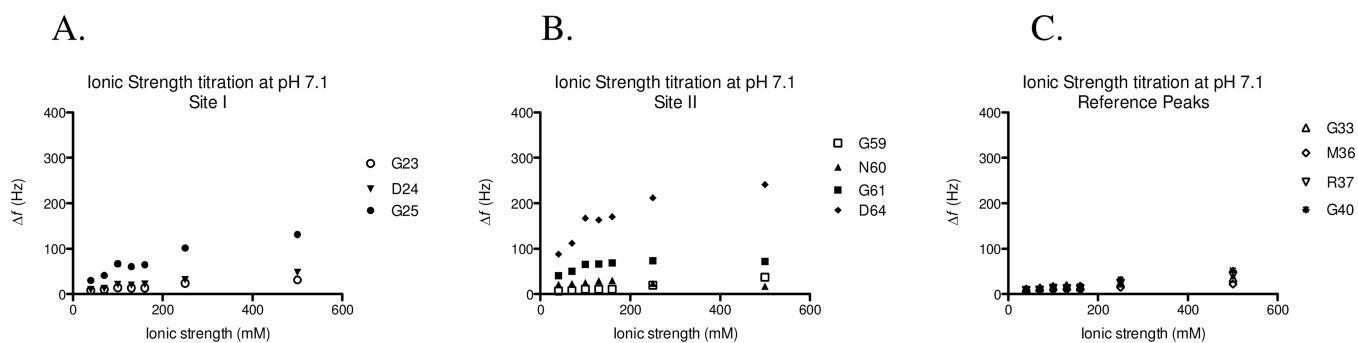 A.
Ionic Strength titration at pH 7.1
Site I
400
300
200
100
0
Δf (Hz)
0 200 400 600
Ionic strength (mM)
G23
D24
G25
B.
Ionic Strength titration at pH 7.1
Site II
400
300
200
100
0
Δf (Hz)
0 200 400 600
Ionic strength (mM)
G59
N60
G61
D64
C.
Ionic Strength titration at pH 7.1
Reference Peaks
400
300
200
100
0
Δf (Hz)
0 200 400 600
Ionic strength (mM)
G33
M36
R37
G40